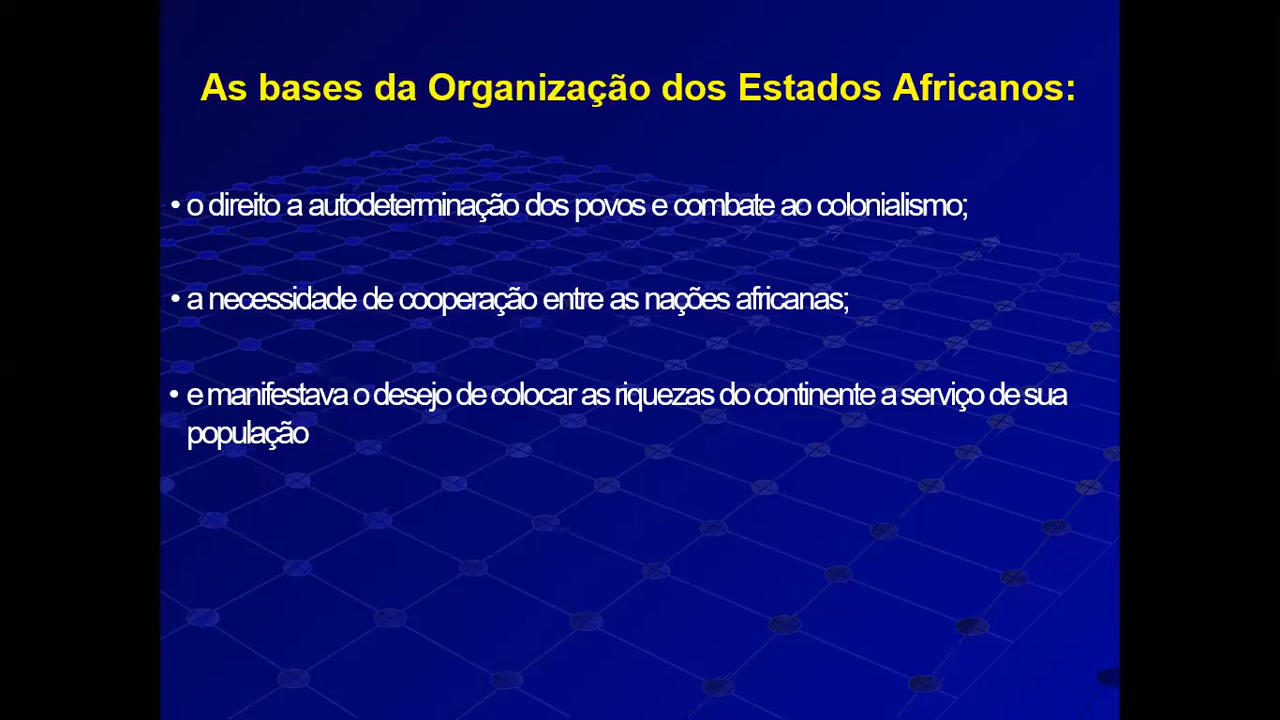 As bases da Organização dos Estados Africanos:
• o direito a autodeterminação dos povos e combate ao colonialismo;
• a necessidade de cooperação entre as nações africanas;
• e manifestava o desejo de colocar as riquezas do continente a serviço de sua
população